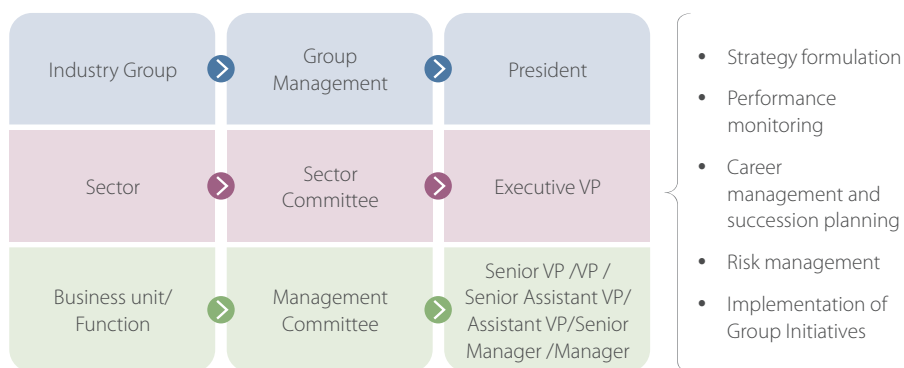 Industry Group
Group
Management
President
Sector
Sector
Committee
Executive VP
Business unit/
Function
Management
Committee
Senior VP /VP /
Senior Assistant VP/
Assistant VP/Senior
Manager /Manager
• Strategy formulation
• Performance
monitoring
• Career
management and
succession planning
• Risk management
• Implementation of
Group Initiatives